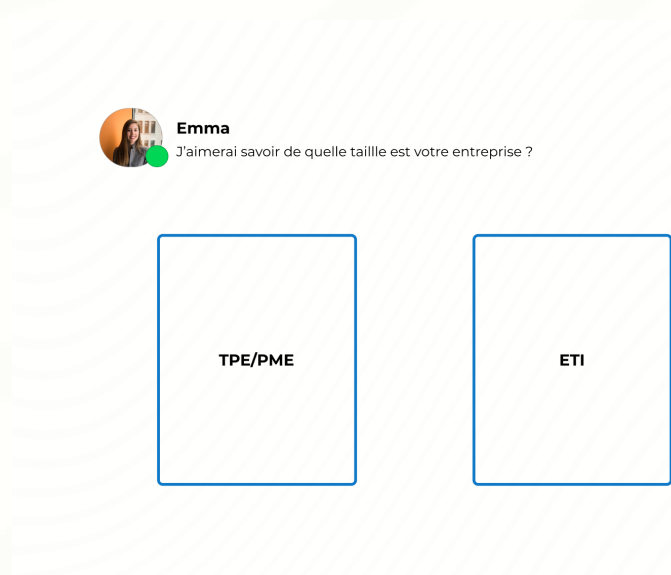 Emma
J'aimerai savoir de quelle taillle est votre entreprise ?
TPE/PME
ETI